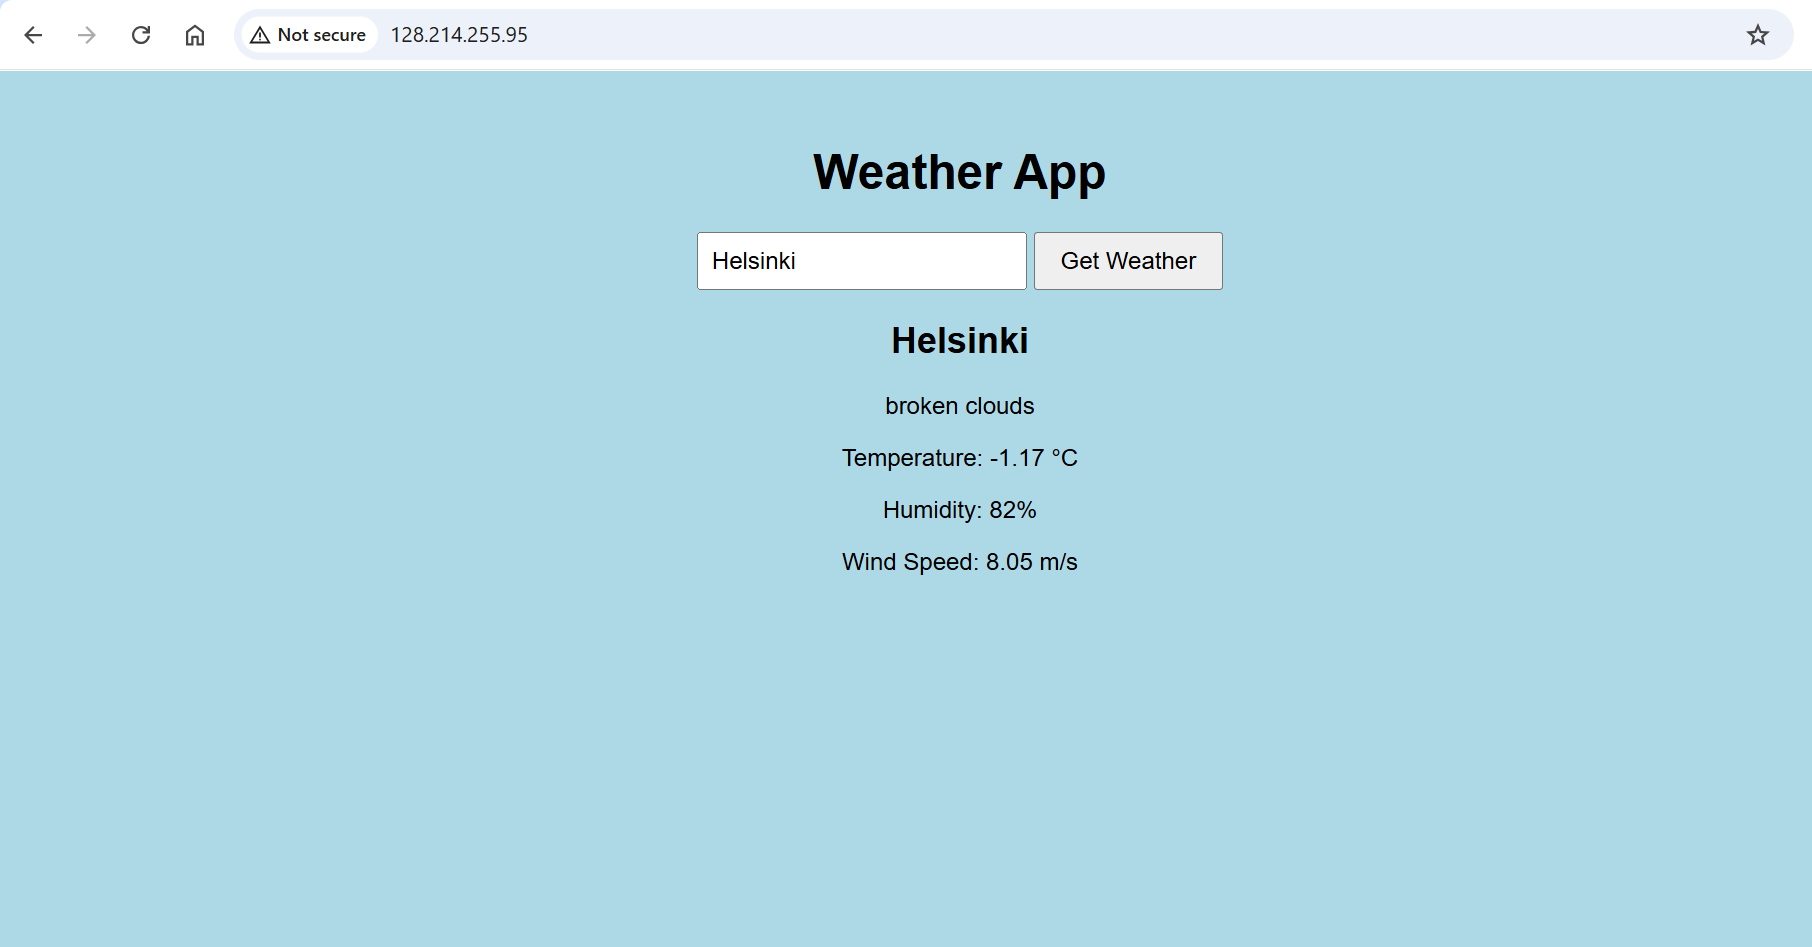 Not secure 128.214.255.95
Weather App
Helsinki Get Weather
Helsinki
broken clouds
Temperature: -1.17 °C
Humidity: 82%
Wind Speed: 8.05 m/s